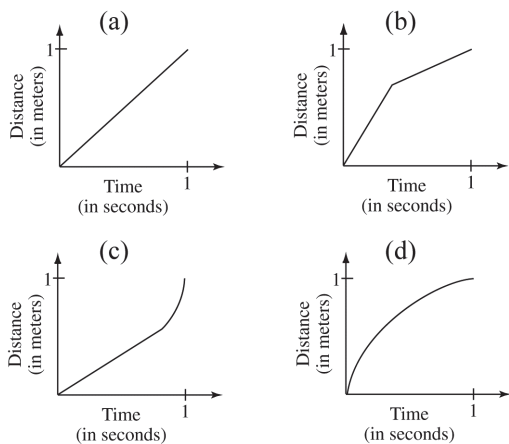 (a)
Distance
(in meters)
1
1
Time
(in seconds)
(b)
Distance
(in meters)
1
1
Time
(in seconds)
(c)
Distance
(in meters)
1
1
Time
(in seconds)
(d)
Distance
(in meters)
1
1
Time
(in seconds)